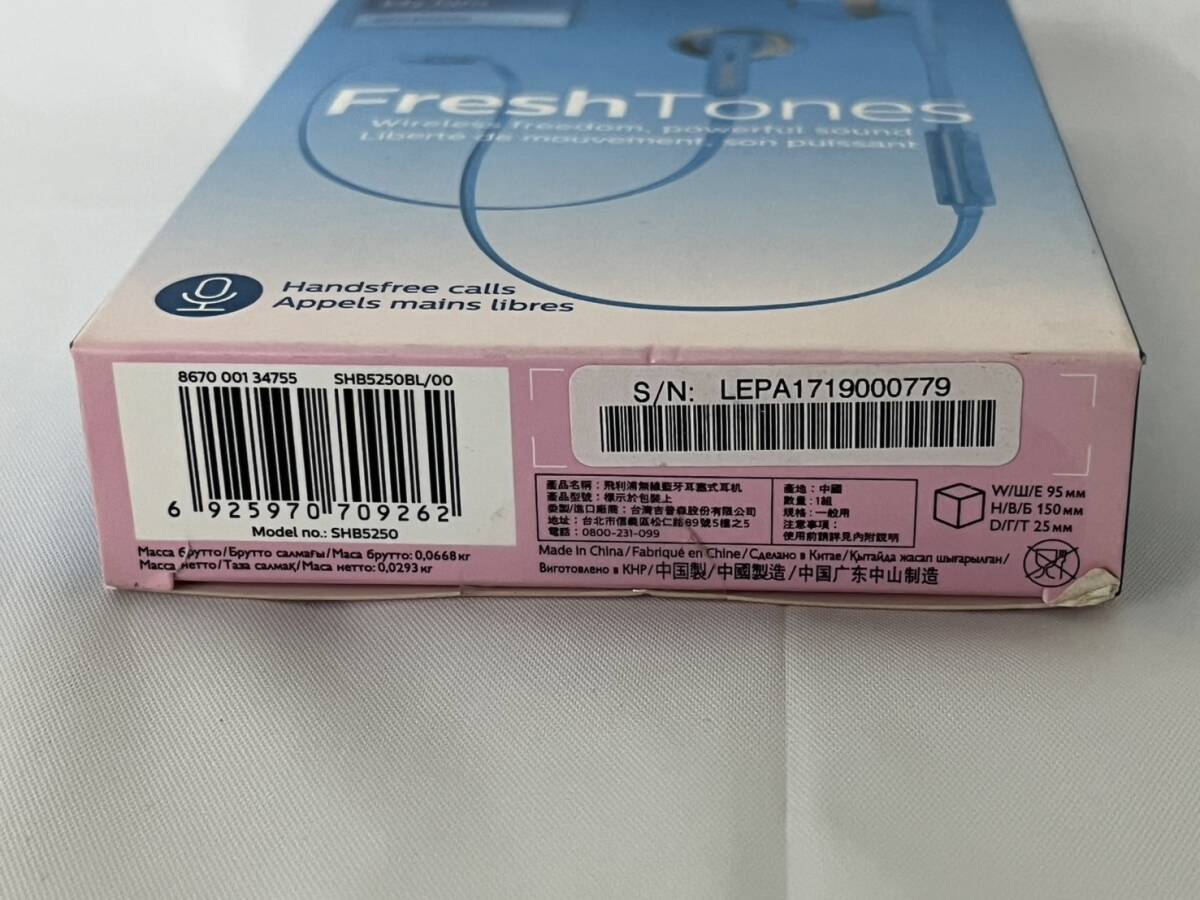 FreshTones
Wireless freedom, powerful sound
Liberté de mouvement, son puissant
Handsfree calls
Appels mains libres
8670 001 34755 SHB5250BL/00
6 925970 709262
Model no.: SHB5250
Масса брутто/Брутто салмағы/Маса брутто: 0,0668 кг
Масса нетто/Таза салмақ/Маса нетто: 0,0293 кг
S/N: LEPA1719000779
產品名稱：飛利浦無線藍牙耳塞式耳机
產品型號：標示於包裝上
委製/進口廠商：台灣吉普森股份有限公司
地址：台北市信義區松仁路89號5樓之5
電話：0800-231-099
產地：中國
數量：1組
規格：一般用
注意事項：
使用前請詳見內附說明
W/Ш/Е 95 мм
H/В/Б 150 мм
D/Г/Т 25 мм
Made in China/Fabriqué en Chine/Сделано в Китае/Қытайда жасап шығарылған/
Виготовлено в КНР/中国製/中國製造/中国广东中山制造